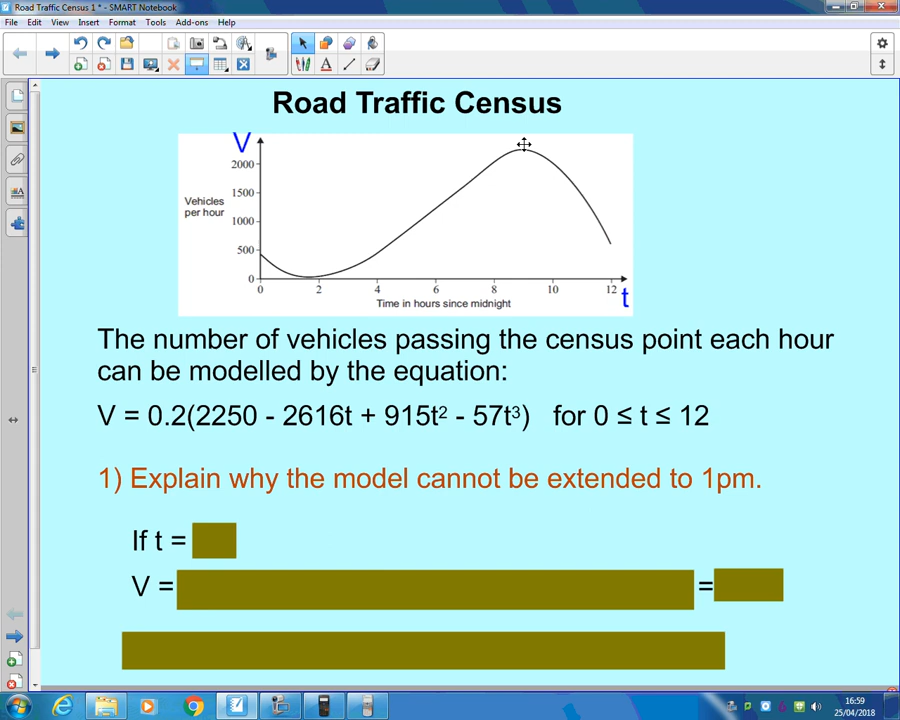 Road Traffic Census 1 * - SMART Notebook
File Edit View Insert Format Tools Add-ons Help
Road Traffic Census
V
2000
1500
Vehicles
per hour
1000
500
0
0 2 4 6 8 10 12
t
Time in hours since midnight
The number of vehicles passing the census point each hour
can be modelled by the equation:
V = 0.2(2250 - 2616t + 915t² - 57t³) for 0 ≤ t ≤ 12
1) Explain why the model cannot be extended to 1pm.
If t =
V = =
16:59
25/04/2018